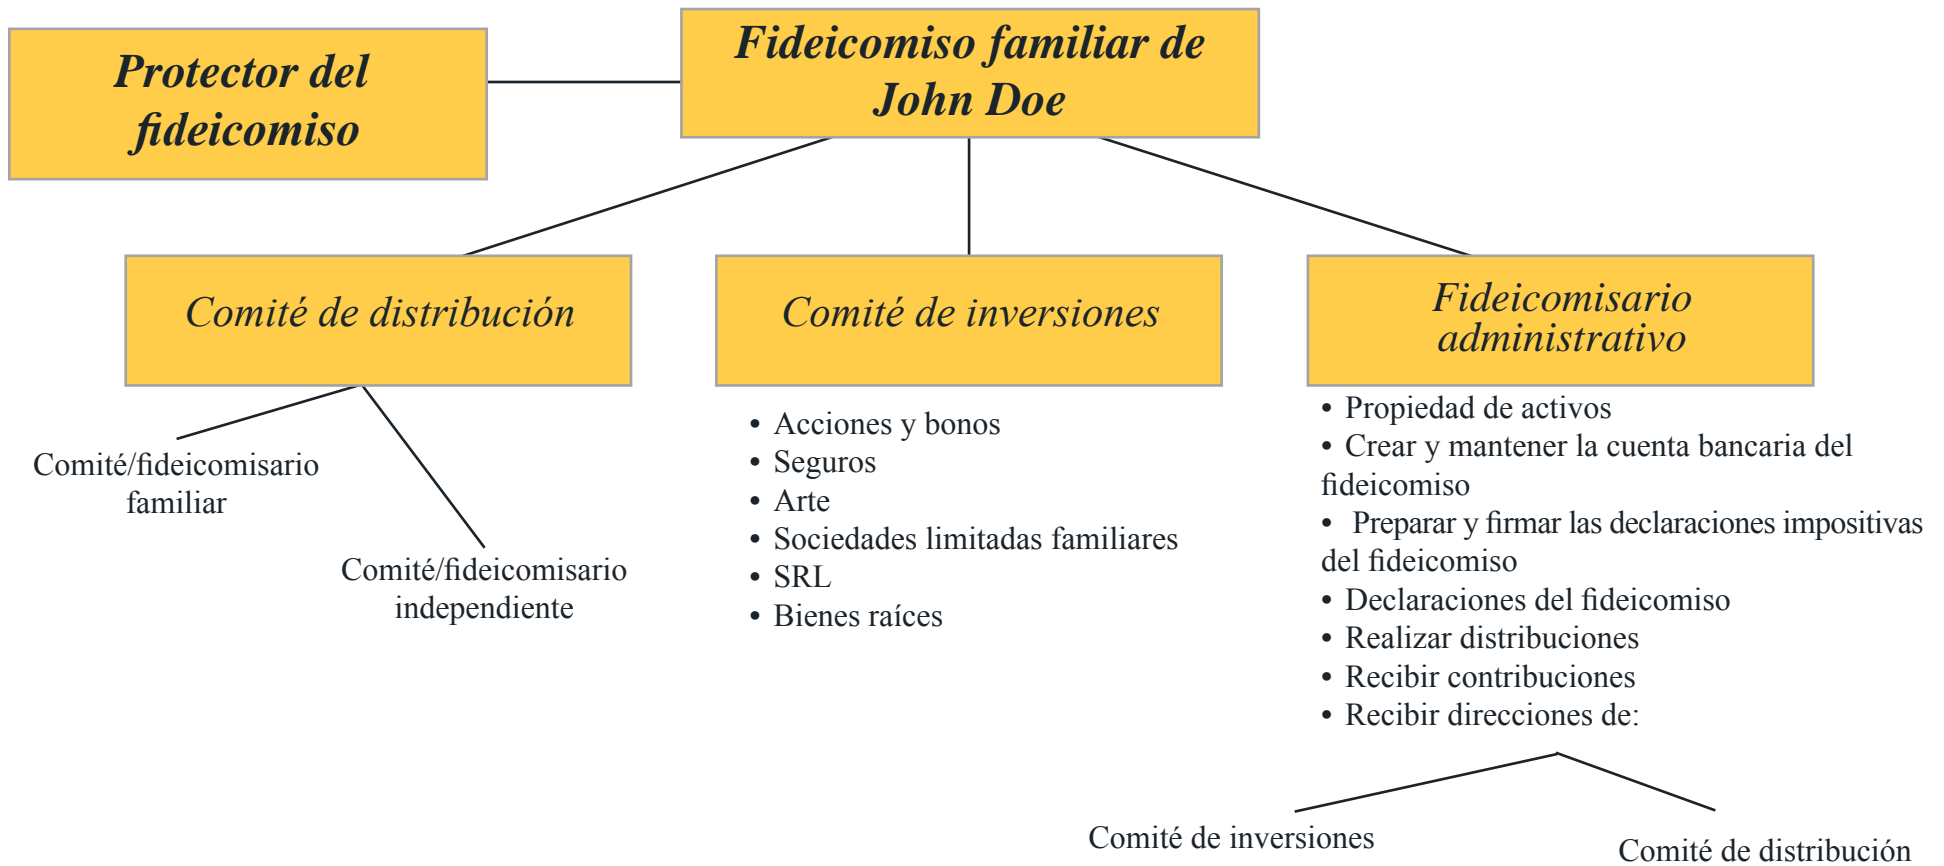 Protector del
fideicomiso
Fideicomiso familiar de
John Doe
Comité de distribución
Comité/fideicomisario
familiar
Comité/fideicomisario
independiente
Comité de inversiones
• Acciones y bonos
• Seguros
• Arte
• Sociedades limitadas familiares
• SRL
• Bienes raíces
Fideicomisario
administrativo
• Propiedad de activos
• Crear y mantener la cuenta bancaria del
fideicomiso
• Preparar y firmar las declaraciones impositivas
del fideicomiso
• Declaraciones del fideicomiso
• Realizar distribuciones
• Recibir contribuciones
• Recibir direcciones de:
Comité de inversiones
Comité de distribución